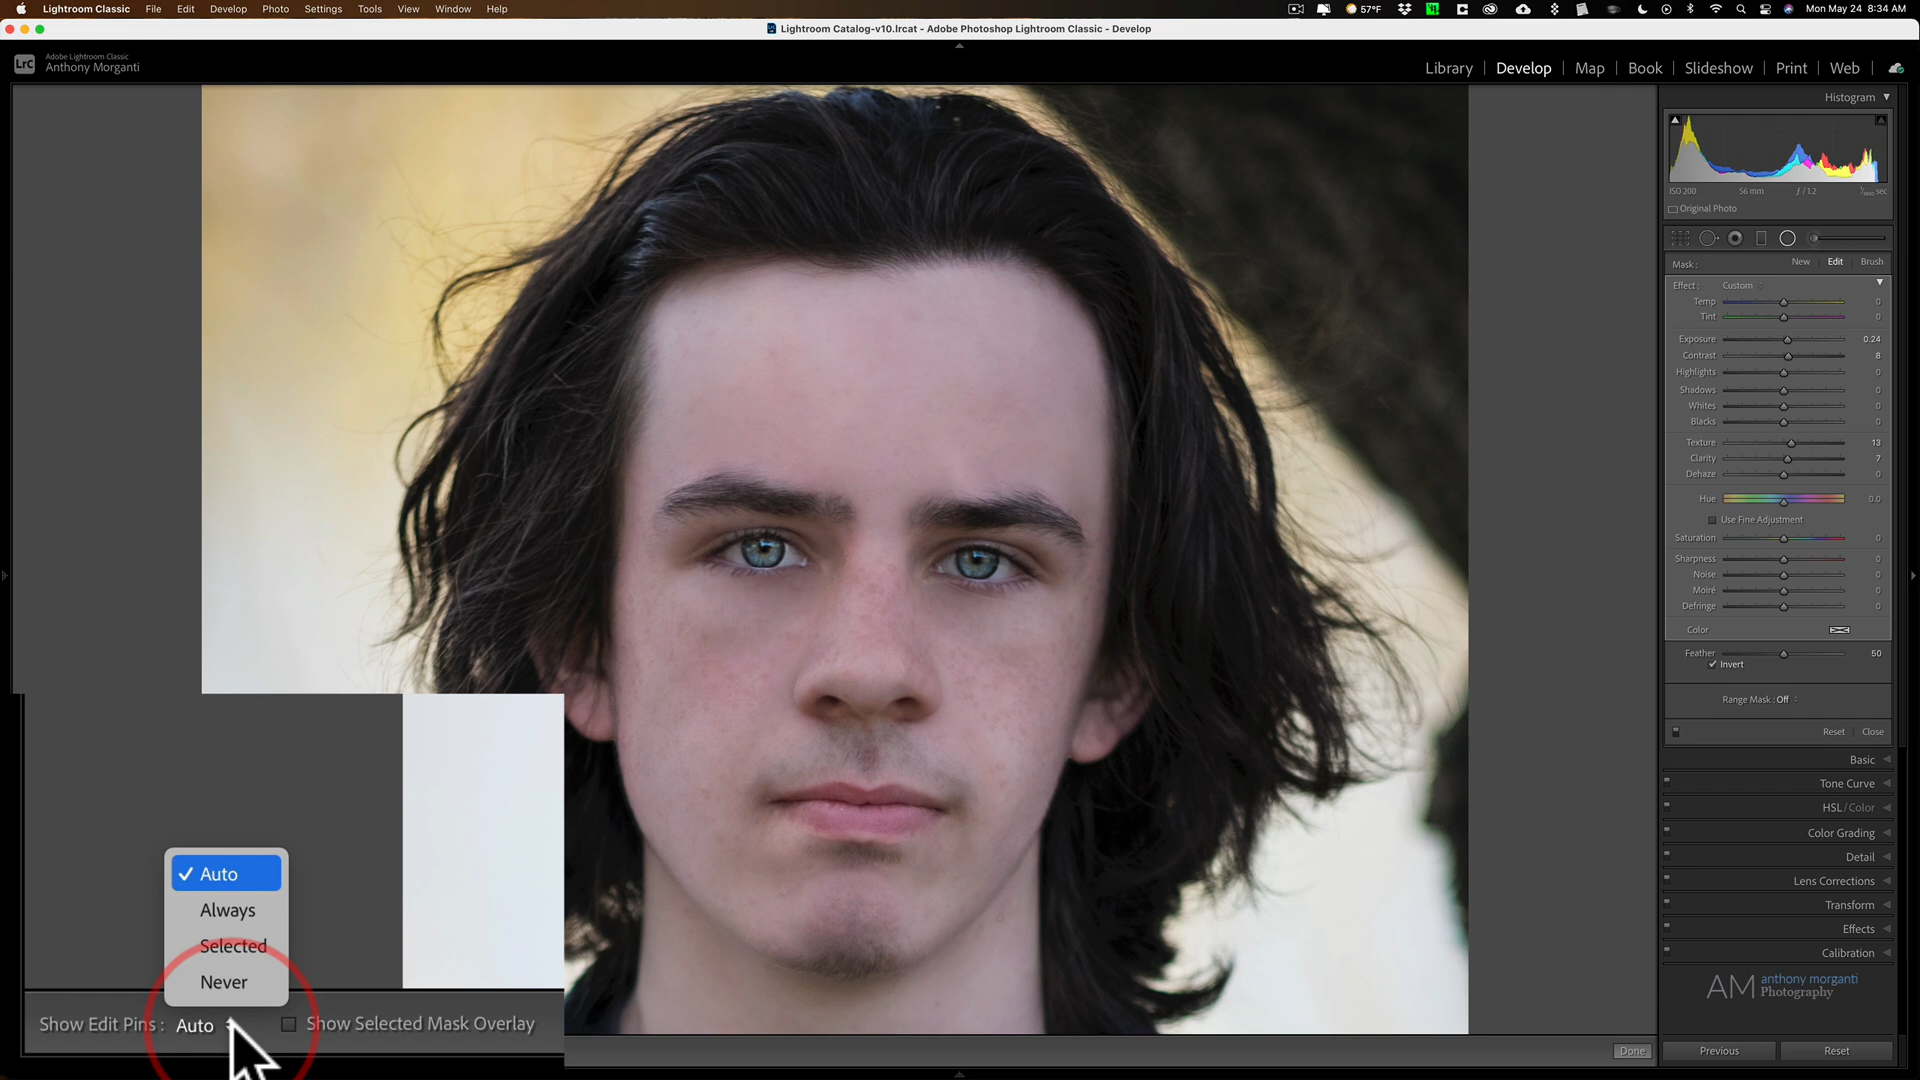 Lightroom Classic File Edit Develop Photo Settings Tools View Window Help 57°F Mon May 24 8:34 AM
Lightroom Catalog-v10.lrcat - Adobe Photoshop Lightroom Classic - Develop
LrC Adobe Lightroom Classic
Anthony Morganti
Library | Develop | Map | Book | Slideshow | Print | Web |
Histogram
ISO 200 56 mm ƒ / 1.2 sec
Original Photo
Mask : New Edit Brush
Effect : Custom
Temp 0
Tint 0
Exposure 0.24
Contrast 8
Highlights 0
Shadows 0
Whites 0
Blacks 0
Texture 13
Clarity 7
Dehaze 0
Hue 0.0
Use Fine Adjustment
Saturation 0
Sharpness 0
Noise 0
Moiré 0
Defringe 0
Color
Feather 50
Invert
Range Mask : Off
Reset Close
Basic
Tone Curve
HSL / Color
Color Grading
Detail
Lens Corrections
Transform
Effects
Calibration
AM anthony morganti
Photography
Previous Reset
Auto
Always
Selected
Never
Show Edit Pins : Auto Show Selected Mask Overlay
Done